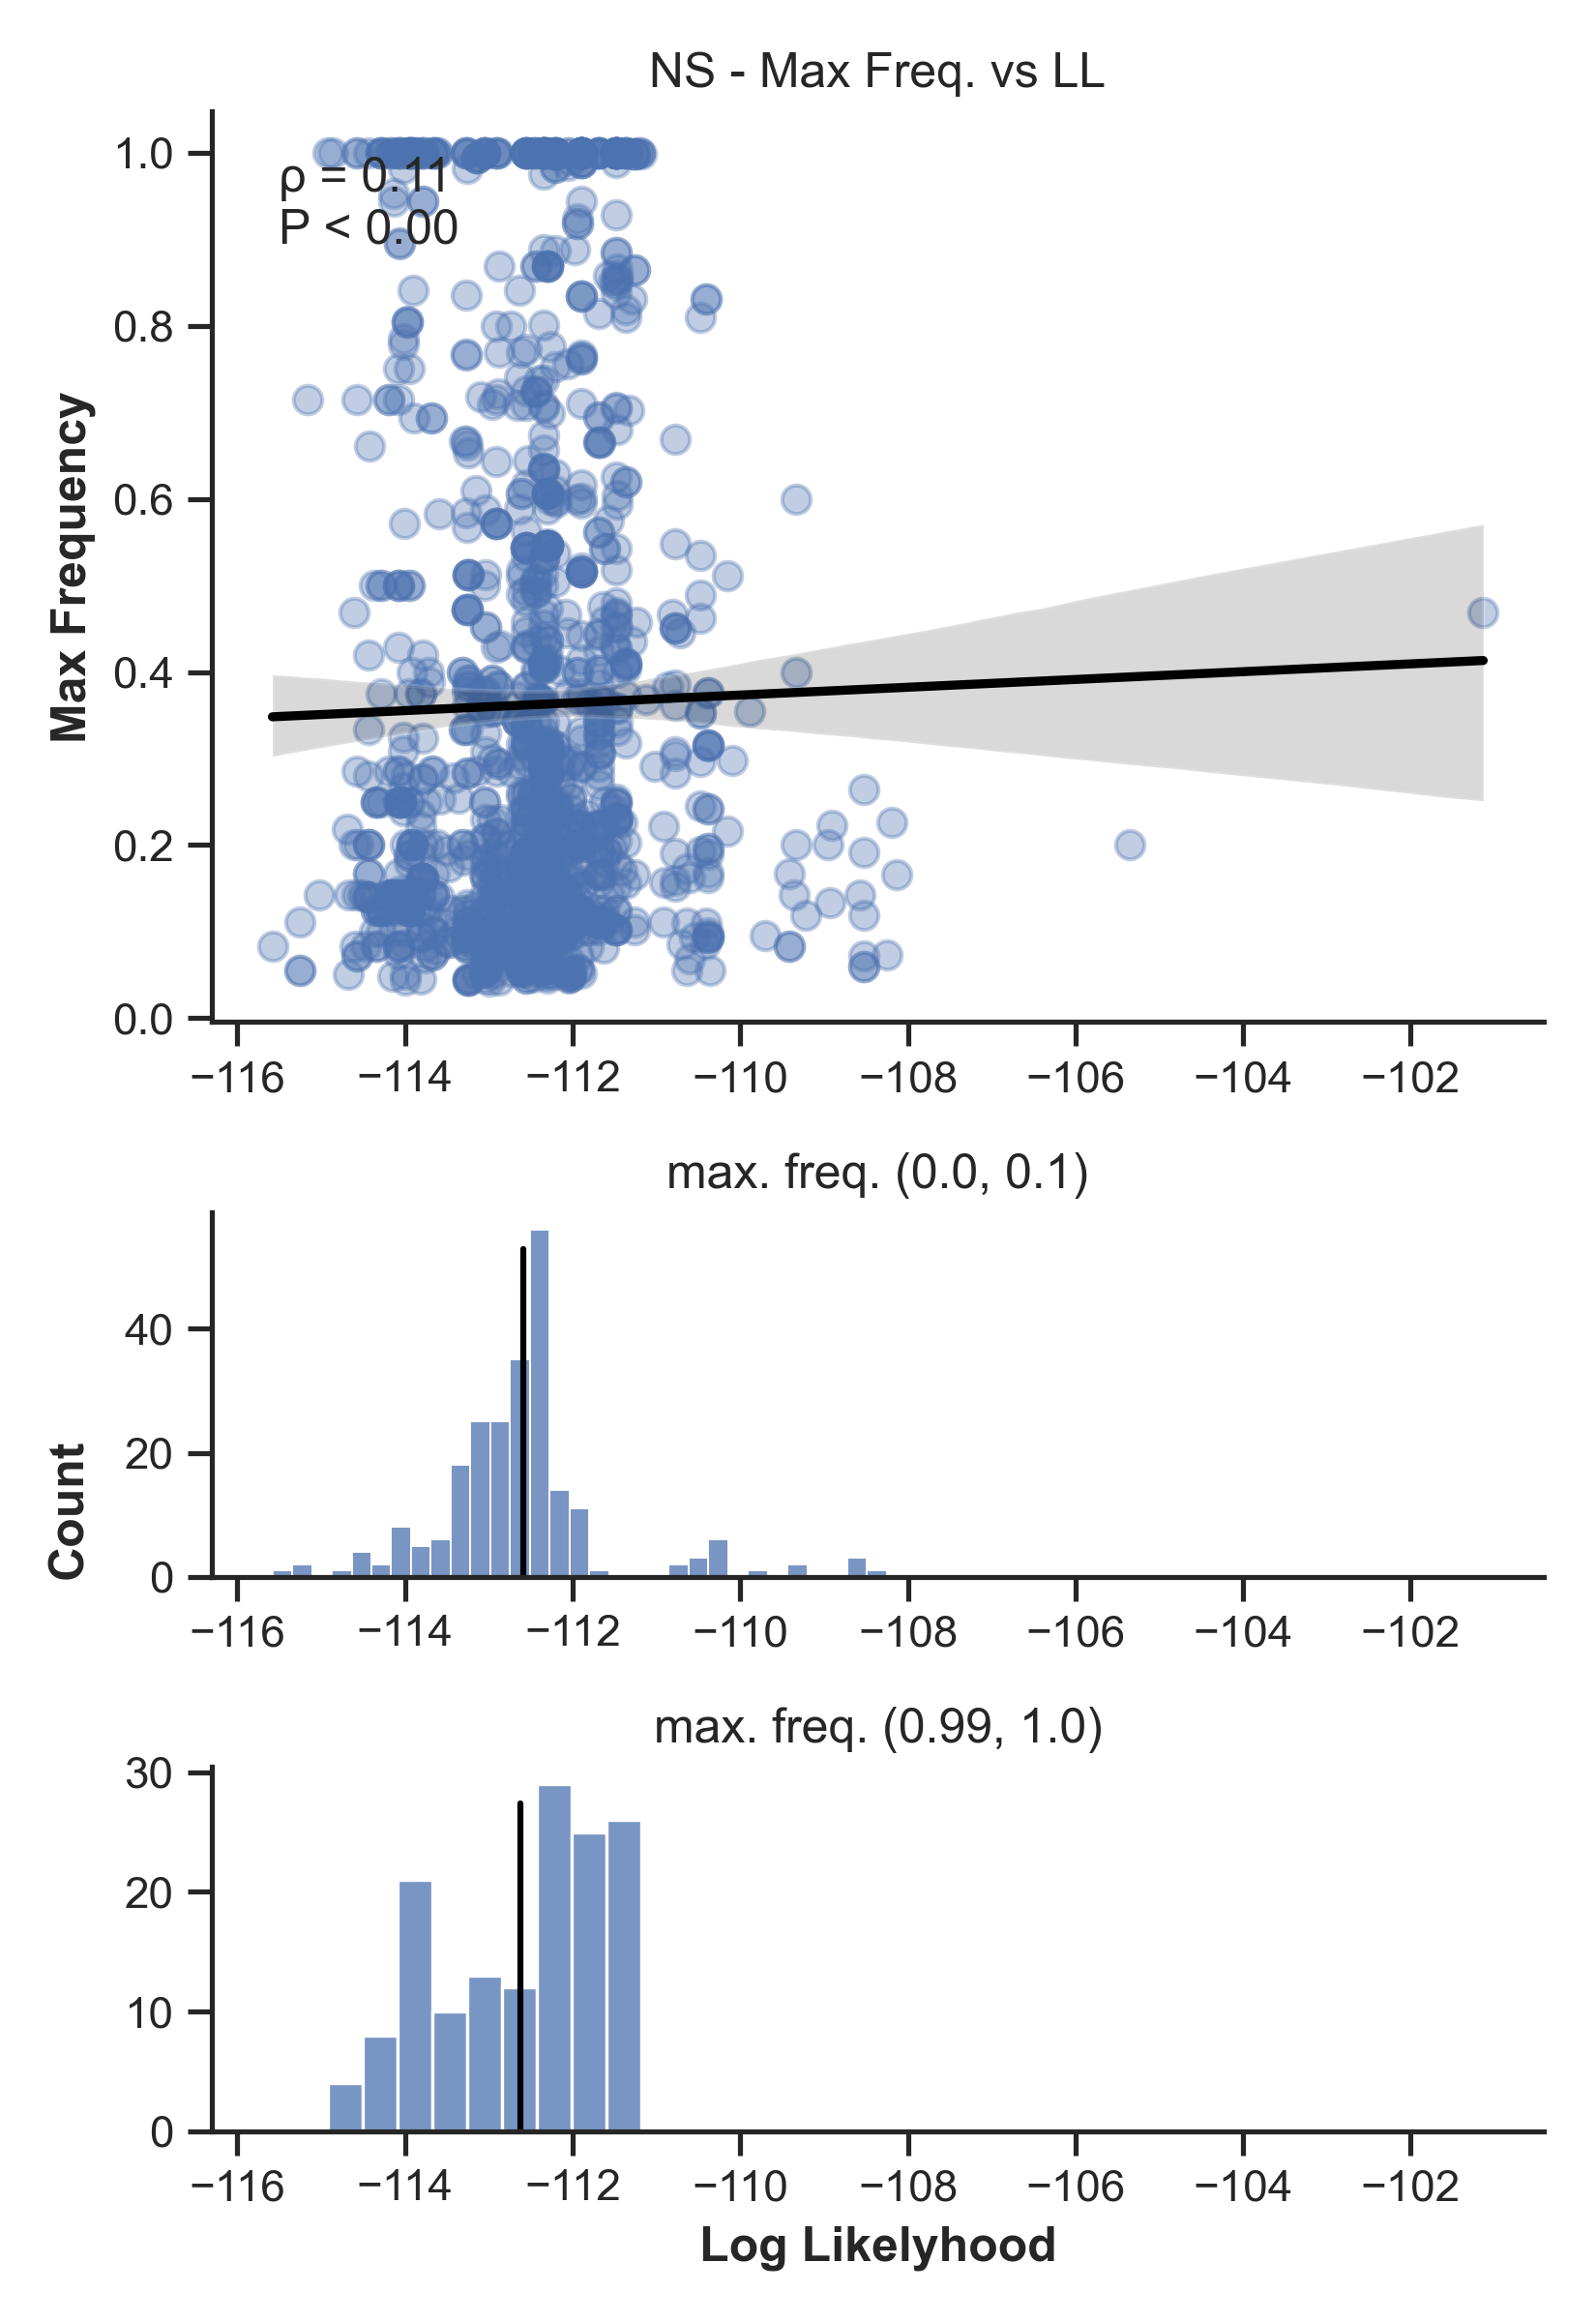 NS - Max Freq. vs LL
1.0
ρ = 0.11
P < 0.00
0.8
Max Frequency
0.6
0.4
0.2
0.0
−116 −114 −112 −110 −108 −106 −104 −102
max. freq. (0.0, 0.1)
40
Count
20
0
−116 −114 −112 −110 −108 −106 −104 −102
max. freq. (0.99, 1.0)
30
20
10
0
−116 −114 −112 −110 −108 −106 −104 −102
Log Likelyhood